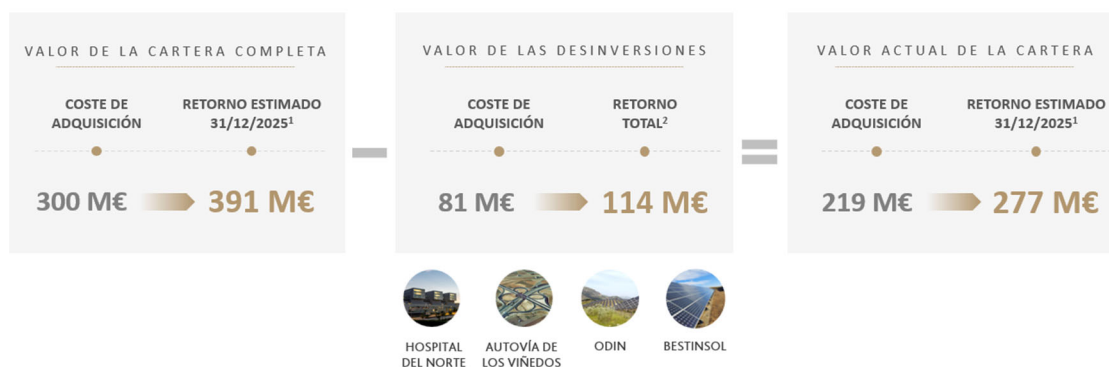 VALOR DE LA CARTERA COMPLETA
COSTE DE
ADQUISICIÓN
RETORNO ESTIMADO
31/12/2025¹
300 M€
391 M€
VALOR DE LAS DESINVERSIONES
COSTE DE
ADQUISICIÓN
RETORNO
TOTAL²
81 M€
114 M€
HOSPITAL
DEL NORTE
AUTOVÍA DE
LOS VIÑEDOS
ODIN
BESTINSOL
VALOR ACTUAL DE LA CARTERA
COSTE DE
ADQUISICIÓN
RETORNO ESTIMADO
31/12/2025¹
219 M€
277 M€